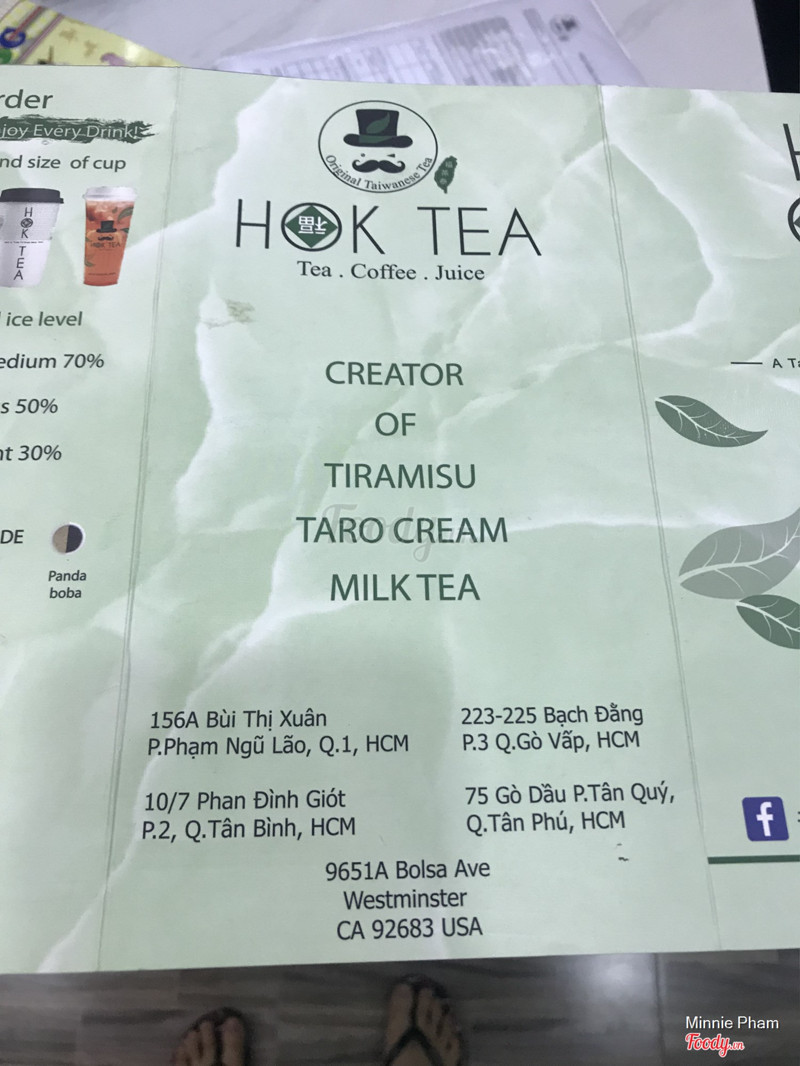 rder
joy Every Drink!
nd size of cup
HOK TEA
HOK TEA
ice level
edium 70%
s 50%
nt 30%
DE
Panda
boba
Original Taiwanese Tea
HOK TEA
福
Tea . Coffee . Juice
CREATOR
OF
TIRAMISU
TARO CREAM
MILK TEA
Foody.vn
156A Bùi Thị Xuân
P.Phạm Ngũ Lão, Q.1, HCM
223-225 Bạch Đằng
P.3 Q.Gò Vấp, HCM
10/7 Phan Đình Giót
P.2, Q.Tân Bình, HCM
75 Gò Dầu P.Tân Quý,
Q.Tân Phú, HCM
9651A Bolsa Ave
Westminster
CA 92683 USA
H
A Ta
f
Minnie Pham
Foody.vn